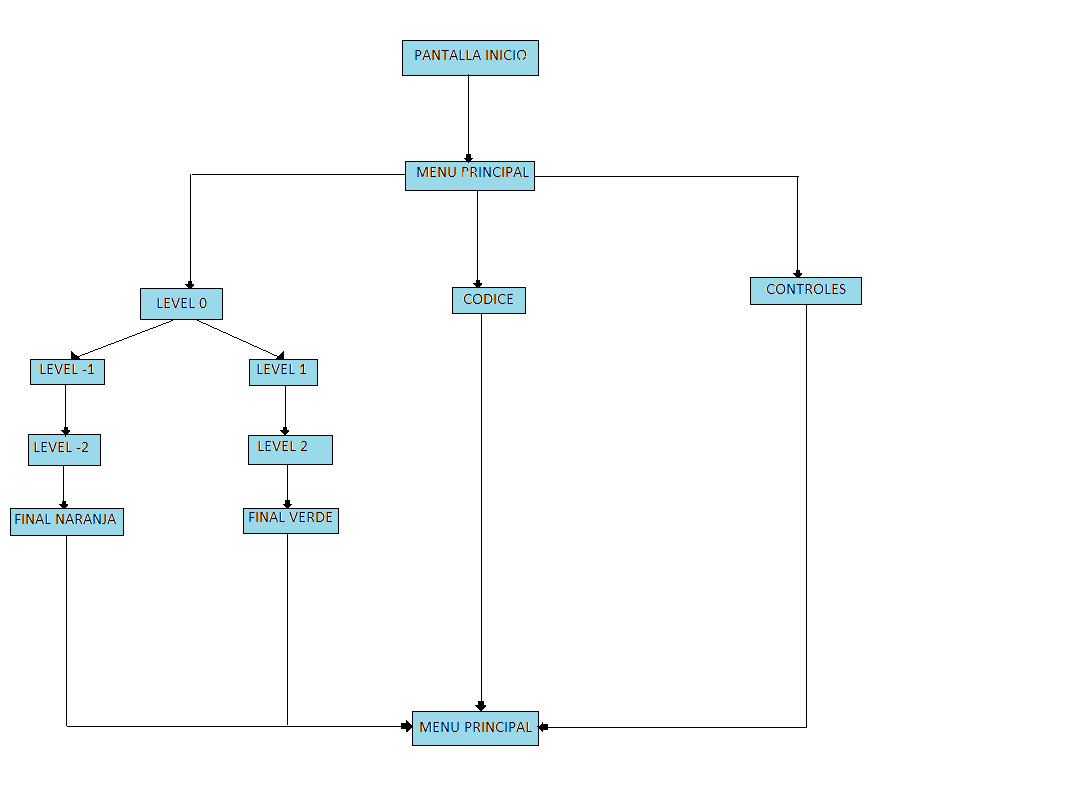 PANTALLA INICIO
MENU PRINCIPAL
LEVEL 0
CODICE
CONTROLES
LEVEL -1
LEVEL 1
LEVEL -2
LEVEL 2
FINAL NARANJA
FINAL VERDE
MENU PRINCIPAL